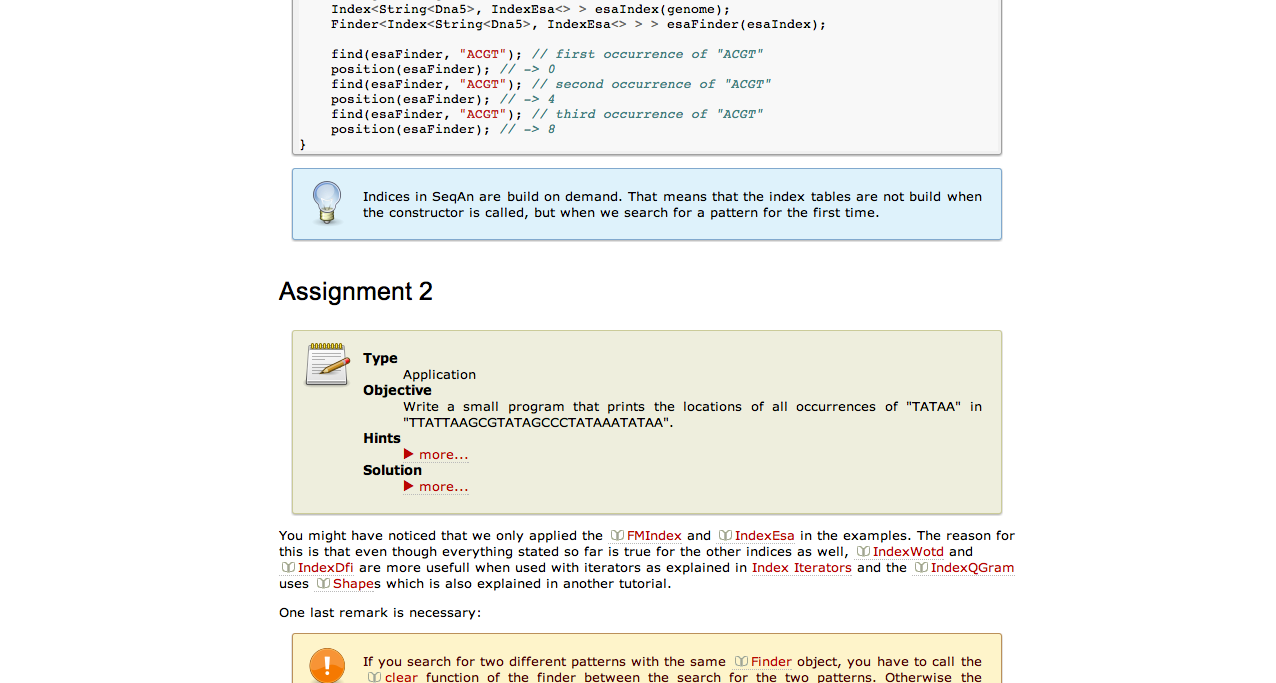 Index<String<Dna5>, IndexEsa<> > esaIndex(genome);
Finder<Index<String<Dna5>, IndexEsa<> > > esaFinder(esaIndex);
find(esaFinder, "ACGT"); // first occurrence of "ACGT"
position(esaFinder); // -> 0
find(esaFinder, "ACGT"); // second occurrence of "ACGT"
position(esaFinder); // -> 4
find(esaFinder, "ACGT"); // third occurrence of "ACGT"
position(esaFinder); // -> 8
}
Indices in SeqAn are build on demand. That means that the index tables are not build when
the constructor is called, but when we search for a pattern for the first time.
Assignment 2
Type
Application
Objective
Write a small program that prints the locations of all occurrences of "TATAA" in
"TTATTAAGCGTATAGCCCTATAAATATAA".
Hints
more...
Solution
more...
You might have noticed that we only applied the FMIndex and IndexEsa in the examples. The reason for
this is that even though everything stated so far is true for the other indices as well, IndexWotd and
IndexDfi are more usefull when used with iterators as explained in Index Iterators and the IndexQGram
uses Shapes which is also explained in another tutorial.
One last remark is necessary:
If you search for two different patterns with the same Finder object, you have to call the
clear function of the finder between the search for the two patterns. Otherwise the